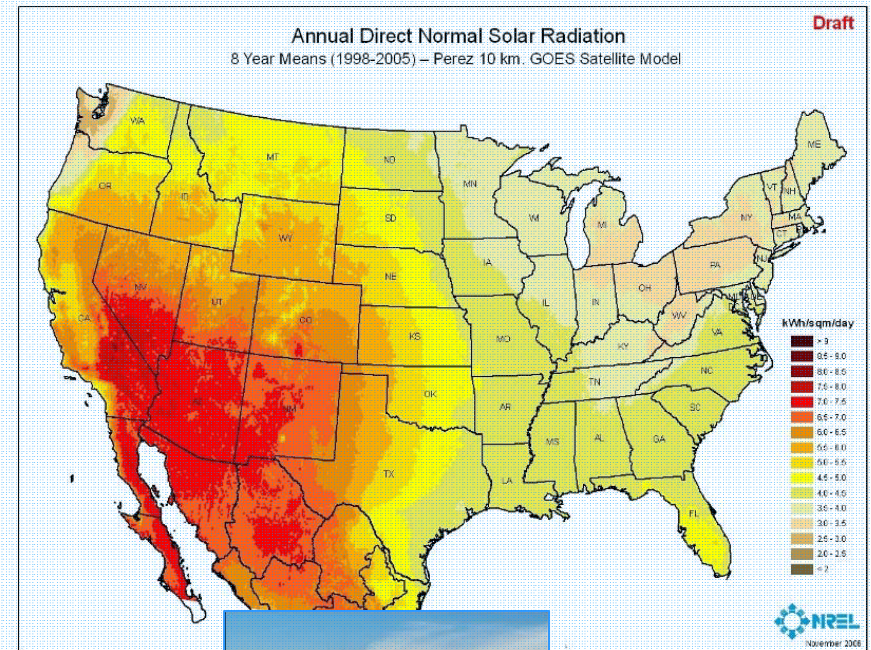 Draft
Annual Direct Normal Solar Radiation
8 Year Means (1998-2005) – Perez 10 km. GOES Satellite Model
WA
MT
ND
MN
ME
OR
ID
SD
WI
MI
VT
NH
NY
MA
CT
WY
NE
IA
PA
NJ
NV
UT
CO
IL
IN
OH
WV
VA
CA
KS
MO
KY
NC
TN
OK
AR
SC
NM
MS
AL
GA
TX
LA
FL
kWh/sqm/day
> 9
8.5 - 9.0
8.0 - 8.5
7.5 - 8.0
7.0 - 7.5
6.5 - 7.0
6.0 - 6.5
5.5 - 6.0
5.0 - 5.5
4.5 - 5.0
4.0 - 4.5
3.5 - 4.0
3.0 - 3.5
2.5 - 3.0
2.0 - 2.5
< 2
NREL